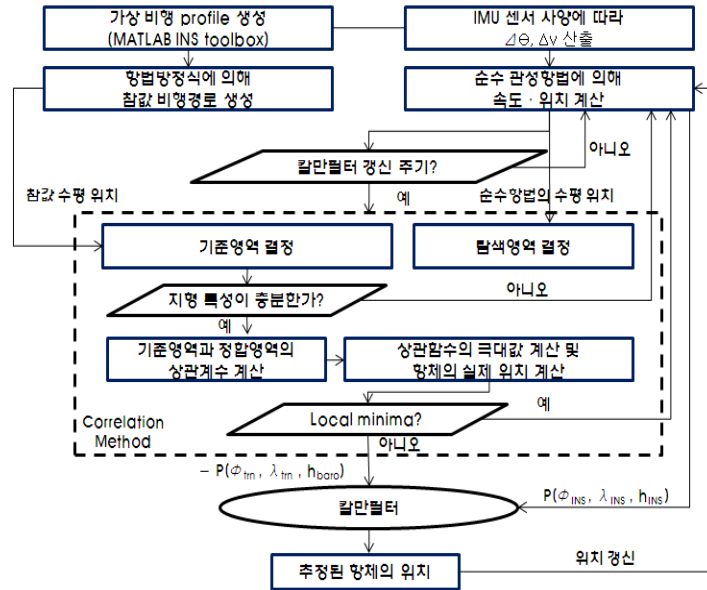 가상 비행 profile 생성
(MATLAB INS toolbox)
IMU 센서 사양에 따라
⊿Θ, Δv 산출
항법방정식에 의해
참값 비행경로 생성
순수 관성항법에 의해
속도 · 위치 계산
칼만필터 갱신 주기?
아니오
예
참값 수평 위치
순수항법의 수평 위치
기준영역 결정
탐색영역 결정
지형 특성이 충분한가?
아니오
예
기준영역과 정합영역의
상관계수 계산
상관함수의 극대값 계산 및
항체의 실제 위치 계산
Local minima?
예
아니오
Correlation
Method
− P(Φtrn , λtrn , hbaro)
P(ΦINS , λINS , hINS)
칼만필터
추정된 항체의 위치
위치 갱신